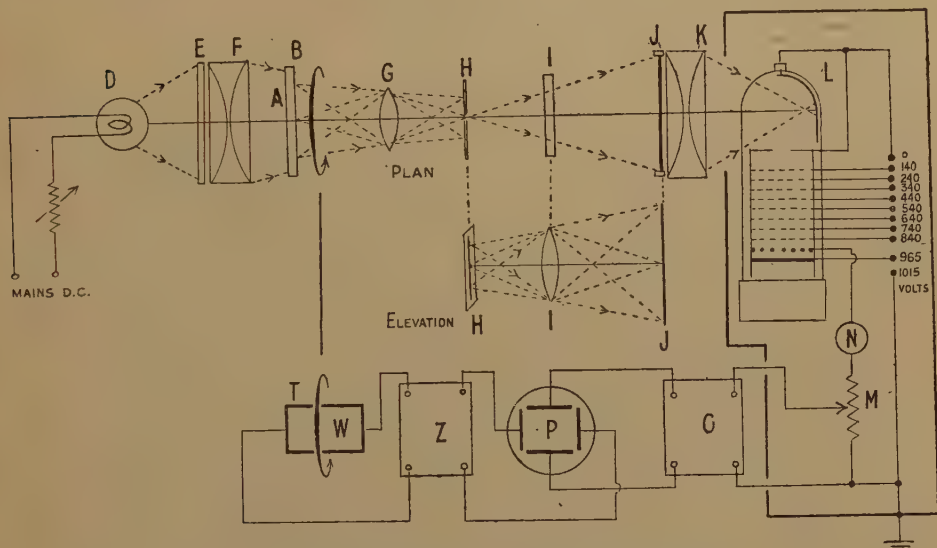 D
E
F
B
A
G
H
I
J
K
L
PLAN
0
140
240
340
440
540
640
740
840
965
1015
VOLTS
MAINS D.C.
ELEVATION
H
I
J
N
M
T
W
Z
P
O